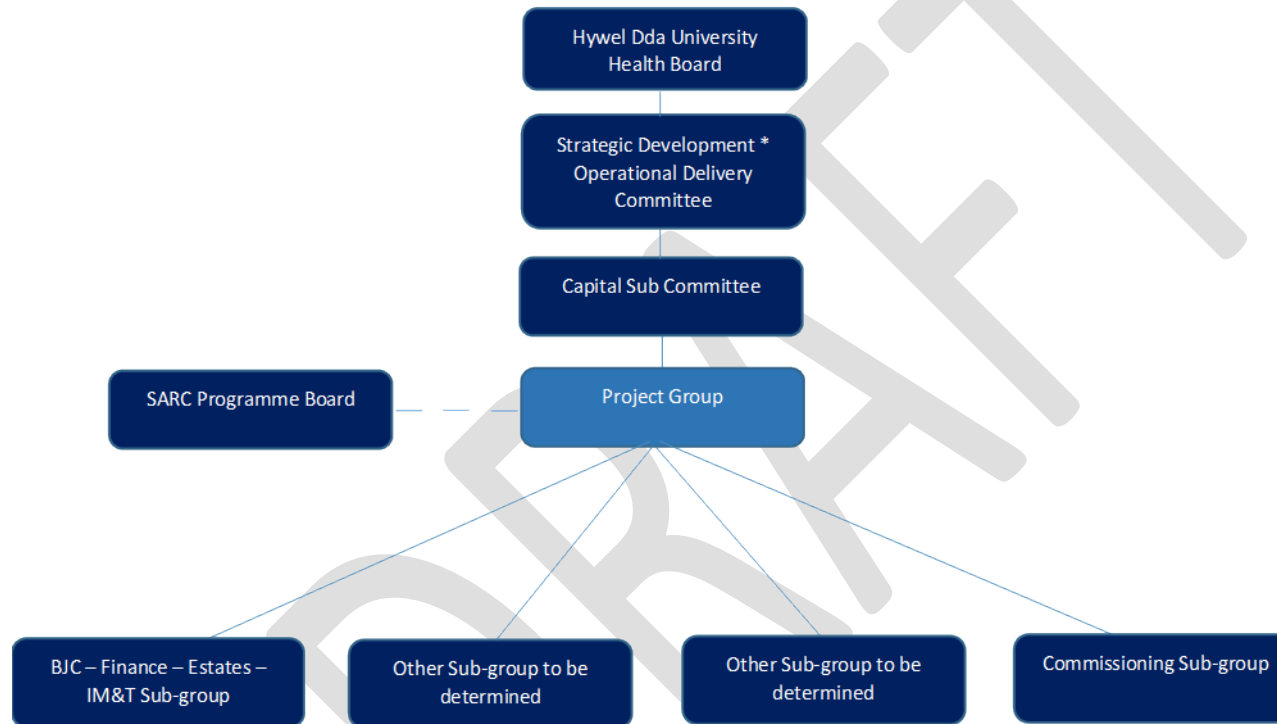 Hywel Dda University
Health Board
Strategic Development *
Operational Delivery
Committee
Capital Sub Committee
SARC Programme Board
Project Group
BJC – Finance – Estates –
IM&T Sub-group
Other Sub-group to be
determined
Other Sub-group to be
determined
Commissioning Sub-group
DRAFT